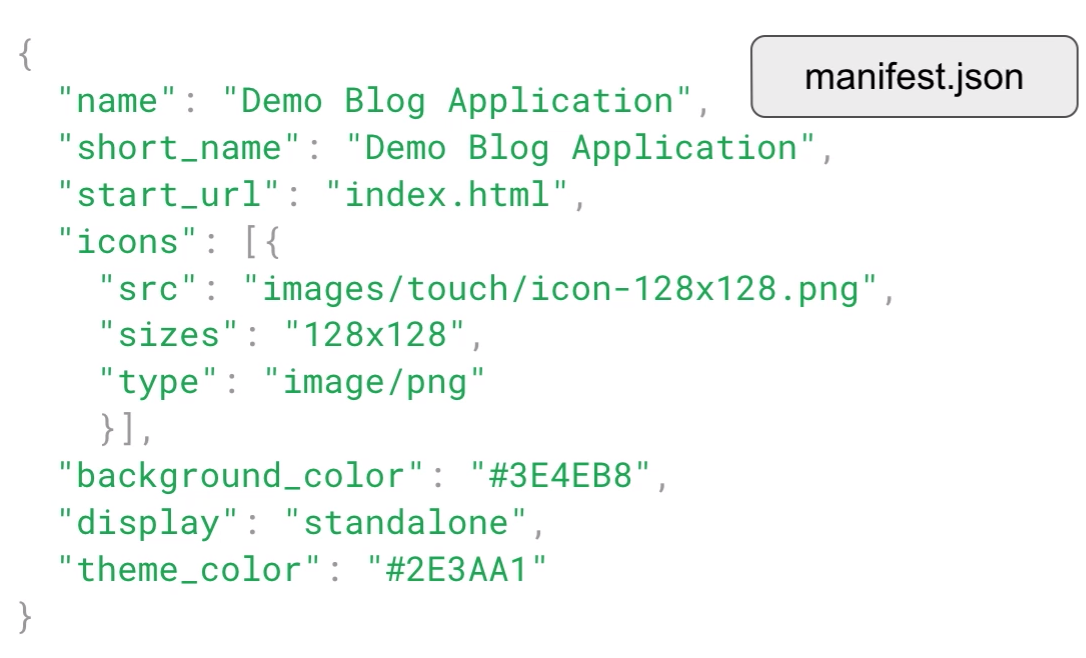 {
manifest.json
  "name": "Demo Blog Application",
  "short_name": "Demo Blog Application",
  "start_url": "index.html",
  "icons": [{
    "src": "images/touch/icon-128x128.png",
    "sizes": "128x128",
    "type": "image/png"
    }],
  "background_color": "#3E4EB8",
  "display": "standalone",
  "theme_color": "#2E3AA1"
}